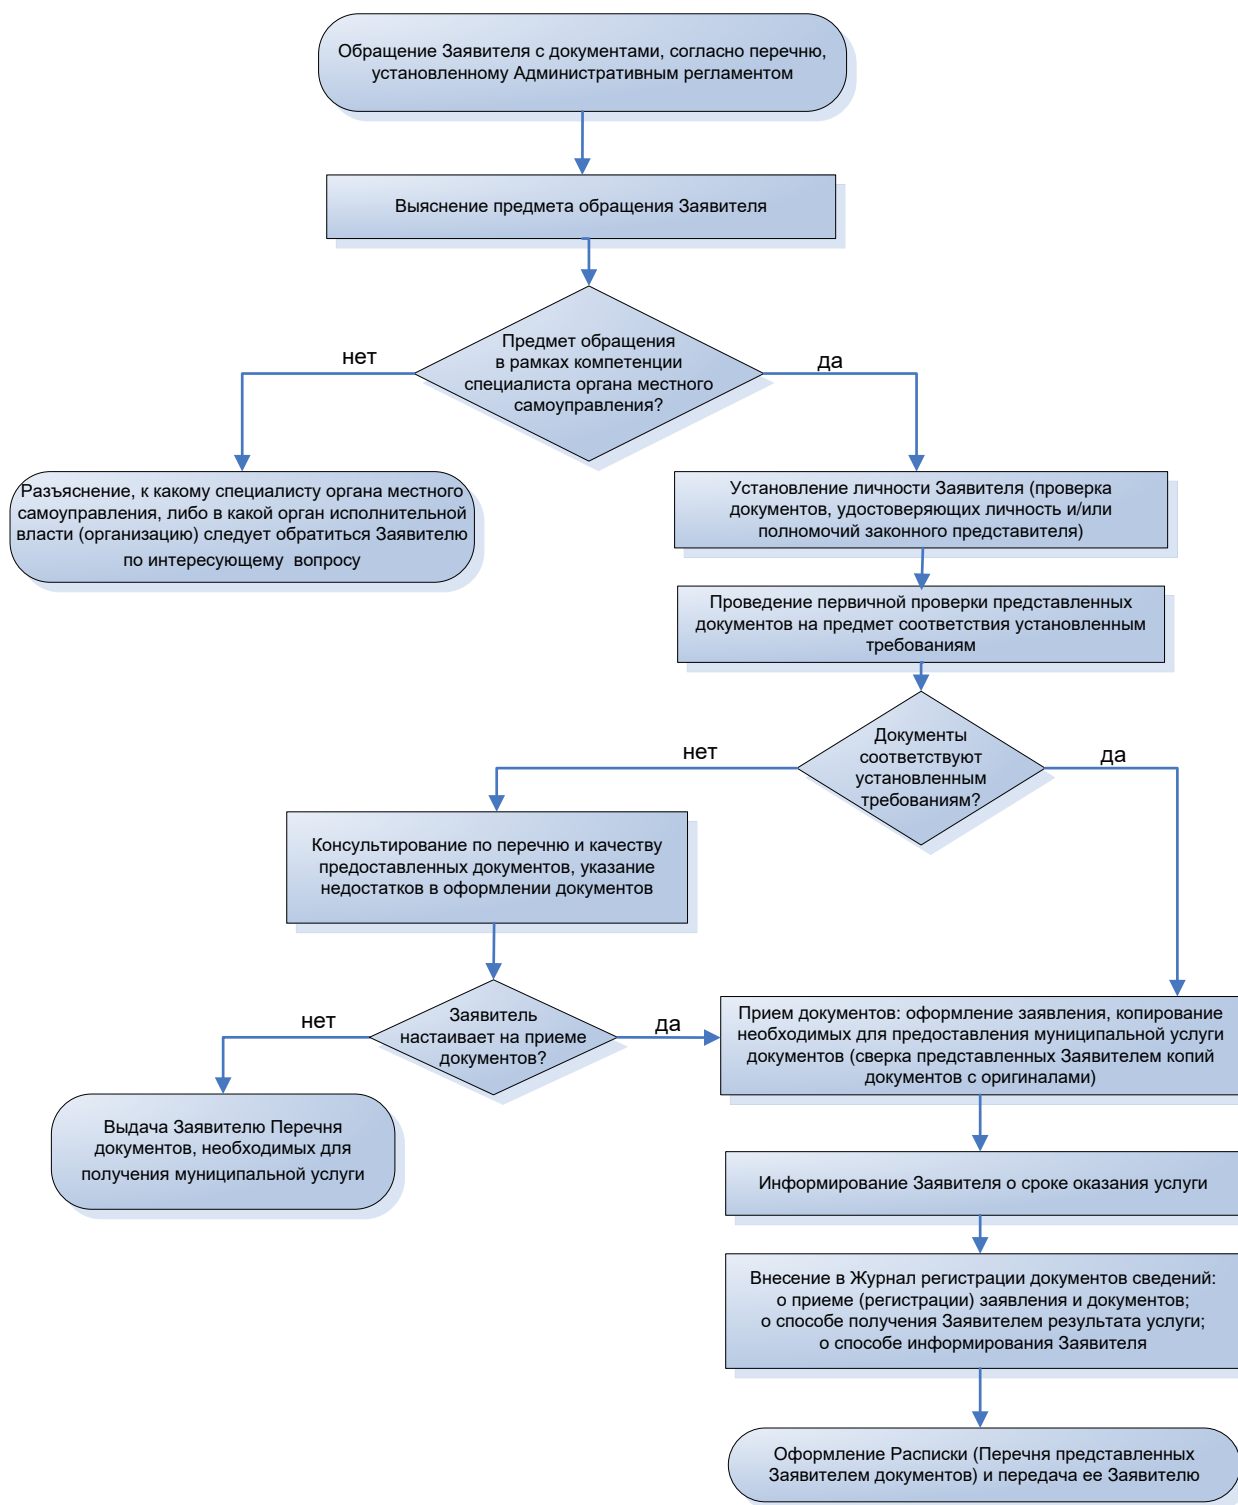 Обращение Заявителя с документами, согласно перечню,
установленному Административным регламентом
Выяснение предмета обращения Заявителя
Предмет обращения
в рамках компетенции
специалиста органа местного
самоуправления?
нет
да
Разъяснение, к какому специалисту органа местного
самоуправления, либо в какой орган исполнительной
власти (организацию) следует обратиться Заявителю
по интересующему вопросу
Установление личности Заявителя (проверка
документов, удостоверяющих личность и/или
полномочий законного представителя)
Проведение первичной проверки представленных
документов на предмет соответствия установленным
требованиям
Документы
соответствуют
установленным
требованиям?
нет
да
Консультирование по перечню и качеству
предоставленных документов, указание
недостатков в оформлении документов
Заявитель
настаивает на приеме
документов?
нет
да
Прием документов: оформление заявления, копирование
необходимых для предоставления муниципальной услуги
документов (сверка представленных Заявителем копий
документов с оригиналами)
Выдача Заявителю Перечня
документов, необходимых для
получения муниципальной услуги
Информирование Заявителя о сроке оказания услуги
Внесение в Журнал регистрации документов сведений:
о приеме (регистрации) заявления и документов;
о способе получения Заявителем результата услуги;
о способе информирования Заявителя
Оформление Расписки (Перечня представленных
Заявителем документов) и передача ее Заявителю